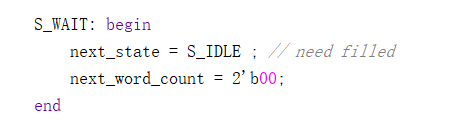 S_WAIT: begin
next_state = S_IDLE ; // need filled
next_word_count = 2'b00;
end